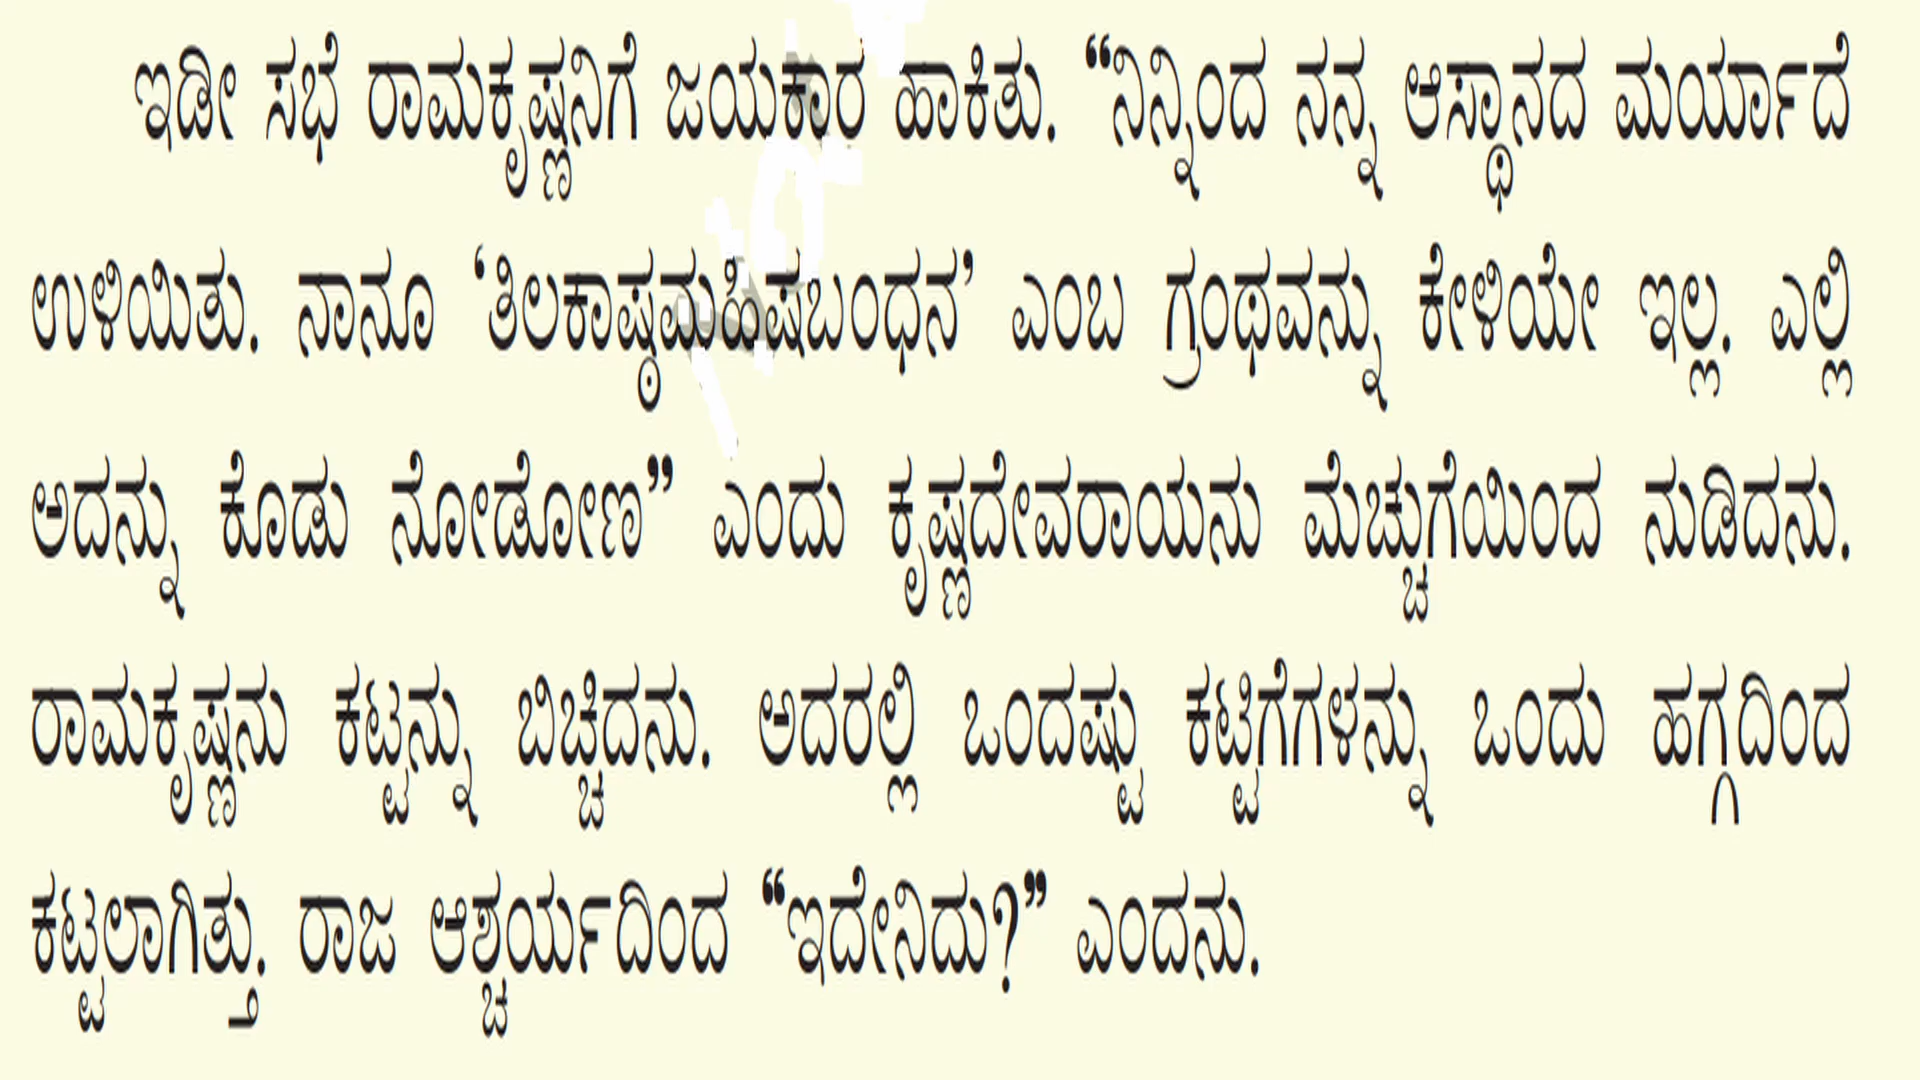 ಇಡೀ ಸಭೆ ರಾಮಕೃಷ್ಣನಿಗೆ ಜಯಕಾರ ಹಾಕಿತು. “ನಿನ್ನಿಂದ ನನ್ನ ಆಸ್ಥಾನದ ಮರ್ಯಾದೆ
ಉಳಿಯಿತು. ನಾನೂ ‘ತಿಲಕಾಷ್ಠಮಹಿಷಬಂಧನ’ ಎಂಬ ಗ್ರಂಥವನ್ನು ಕೇಳಿಯೇ ಇಲ್ಲ. ಎಲ್ಲಿ
ಅದನ್ನು ಕೊಡು ನೋಡೋಣ” ಎಂದು ಕೃಷ್ಣದೇವರಾಯನು ಮೆಚ್ಚುಗೆಯಿಂದ ನುಡಿದನು.
ರಾಮಕೃಷ್ಣನು ಕಟ್ಟನ್ನು ಬಿಚ್ಚಿದನು. ಅದರಲ್ಲಿ ಒಂದಷ್ಟು ಕಟ್ಟಿಗೆಗಳನ್ನು ಒಂದು ಹಗ್ಗದಿಂದ
ಕಟ್ಟಲಾಗಿತ್ತು. ರಾಜ ಆಶ್ಚರ್ಯದಿಂದ “ಇದೇನಿದು?” ಎಂದನು.